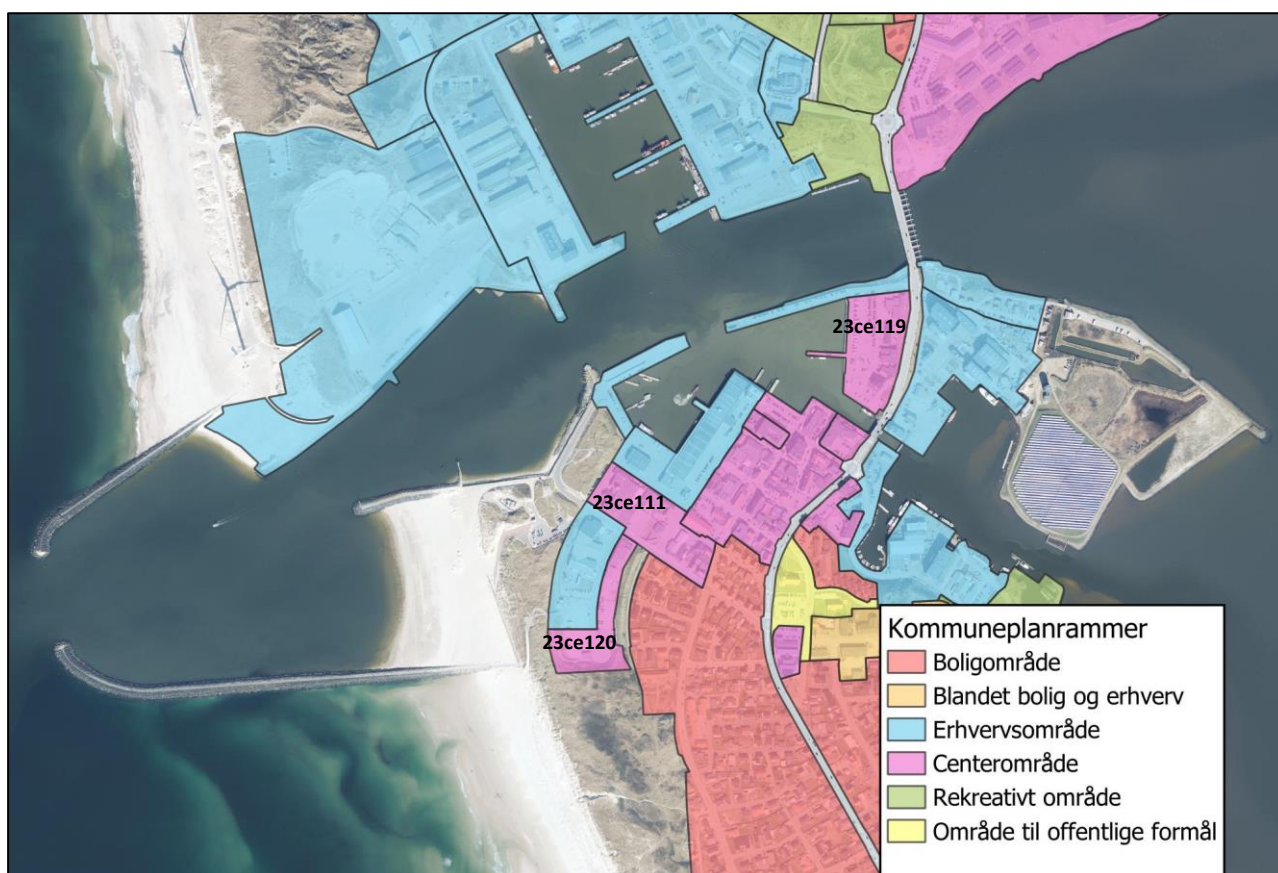 23ce119
23ce111
23ce120
Kommuneplanrammer
Boligområde
Blandet bolig og erhverv
Erhvervsområde
Centerområde
Rekreativt område
Område til offentlige formål